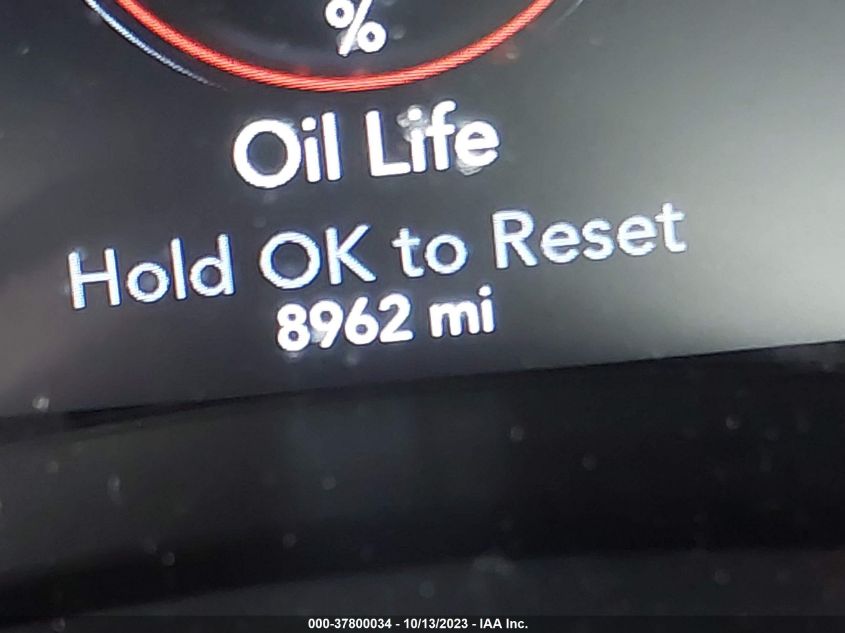 %
Oil Life
Hold OK to Reset
8962 mi
000-37800034 - 10/13/2023 - IAA Inc.